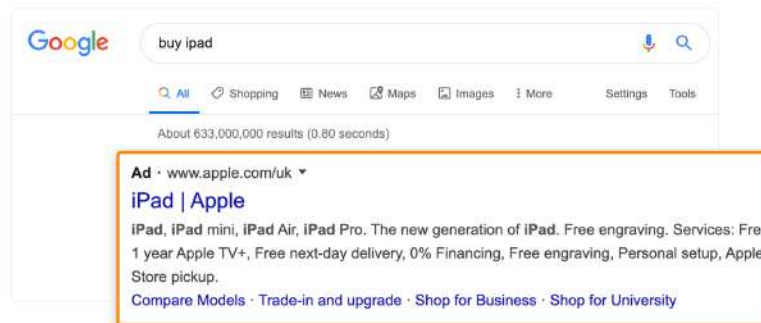 Google
buy ipad
All Shopping News Maps Images More Settings Tools
About 633,000,000 results (0.80 seconds)
Ad · www.apple.com/uk
iPad | Apple
iPad, iPad mini, iPad Air, iPad Pro. The new generation of iPad. Free engraving. Services: Fre
1 year Apple TV+, Free next-day delivery, 0% Financing, Free engraving, Personal setup, Apple
Store pickup.
Compare Models · Trade-in and upgrade · Shop for Business · Shop for University